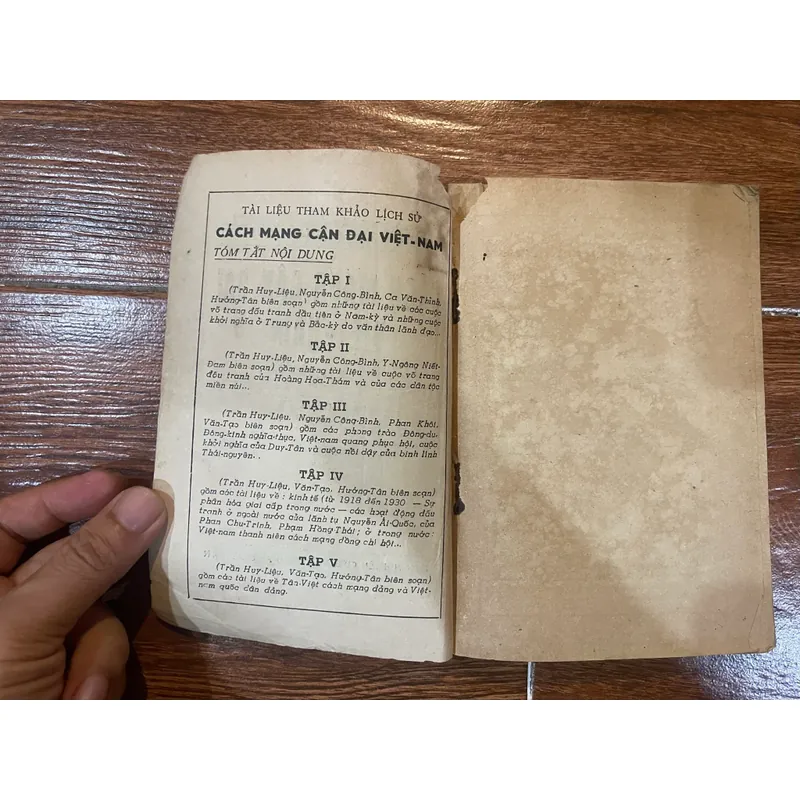 TÀI LIỆU THAM KHẢO LỊCH SỬ
CÁCH MẠNG CẬN ĐẠI VIỆT-NAM
TÓM TẮT NỘI DUNG
TẬP I
(Trần Huy-Liệu, Nguyễn Công-Bình, Ca Văn-Thỉnh,
Hướng-Tân biên soạn) gồm những tài liệu về các cuộc
võ trang đấu tranh đầu tiên ở Nam-kỳ và những cuộc
khởi nghĩa ở Trung và Bắc-kỳ do văn thân lãnh đạo...
TẬP II
(Trần Huy-Liệu, Nguyễn Công-Bình, Y-Ngông Niết-
Đam biên soạn) gồm những tài liệu về cuộc võ trang
đấu tranh của Hoàng Hoa-Thám và của các dân tộc
miền núi...
TẬP III
(Trần Huy-Liệu, Nguyễn Công-Bình, Phan Khôi,
Văn-Tạo biên soạn) gồm các phong trào Đông-du,
Đông-kinh nghĩa-thục, Việt-nam quang phục hội, cuộc
khởi nghĩa của Duy-Tân và cuộc nổi dậy của binh lính
Thái-nguyên..
TẬP IV
(Trần Huy-Liệu, Văn-Tạo, Hướng-Tân biên soạn)
gồm các tài liệu về : kinh tế (từ 1918 đến 1930 — Sự
phân hóa giai cấp trong nước — các hoạt động đấu
tranh ở ngoài nước của lãnh tụ Nguyễn Ái-Quốc, của
Phan Chu-Trinh, Phạm Hồng-Thái ; ở trong nước :
Việt-nam thanh niên cách mạng đồng chí hội...
TẬP V
(Trần Huy-Liệu, Văn-Tạo, Hướng-Tân biên soạn)
gồm các tài liệu về Tân-Việt cách mạng đảng và Việt-
nam quốc dân đảng.